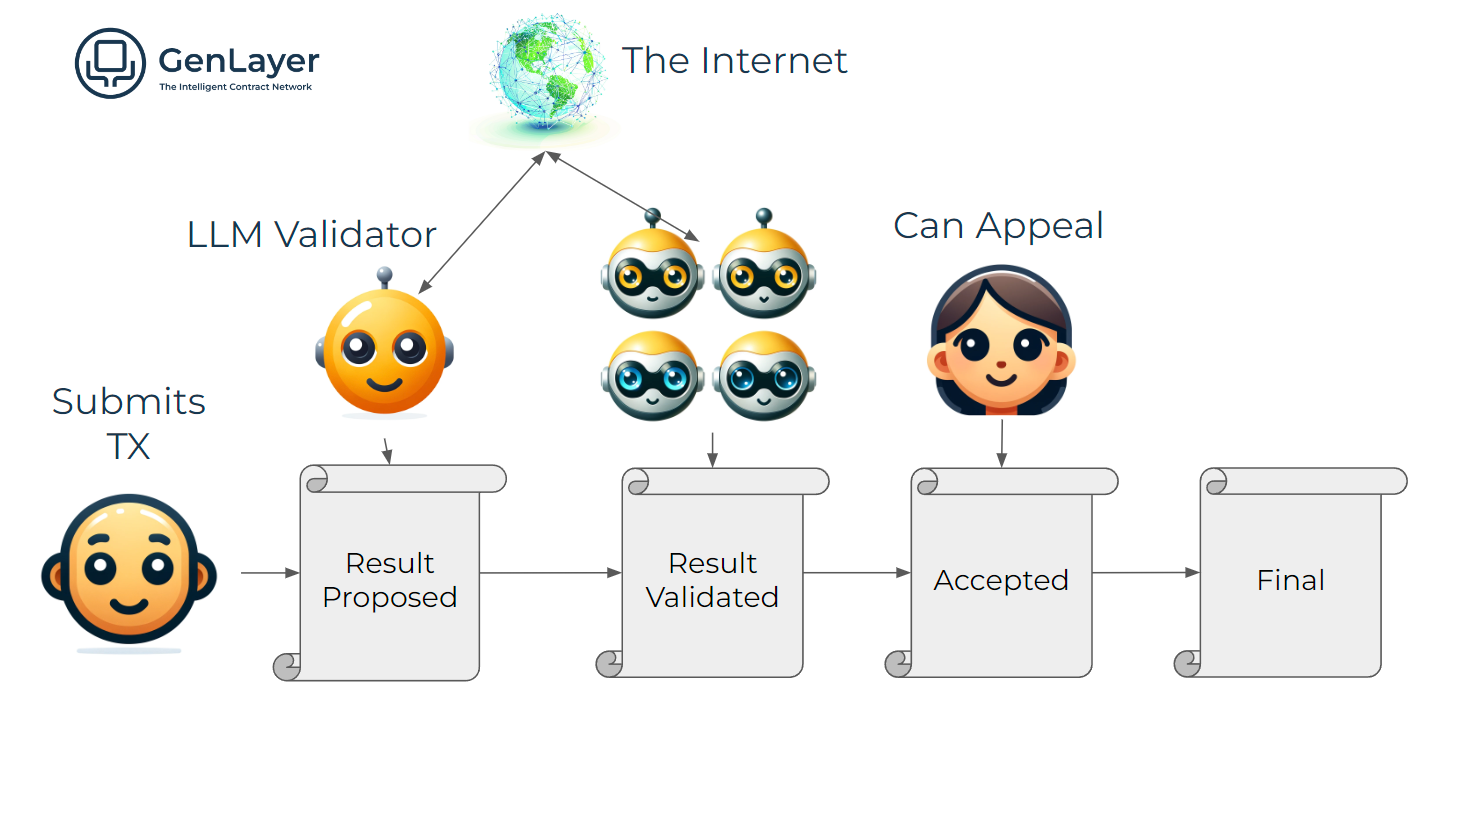 GenLayer
The Intelligent Contract Network
The Internet
LLM Validator
Can Appeal
Submits
TX
Result
Proposed
Result
Validated
Accepted
Final